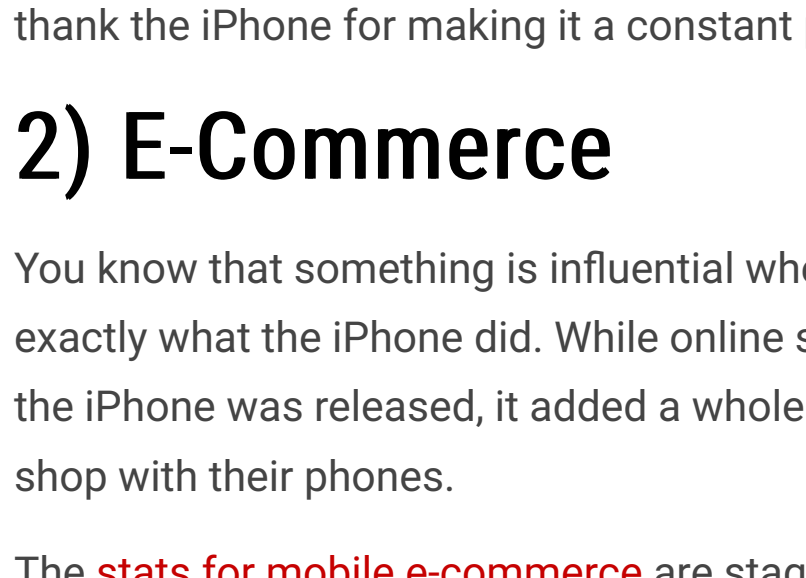 thank the iPhone for making it a constant
2) E-Commerce
You know that something is influential
exactly what the iPhone did. While online
the iPhone was released, it added a whole
shop with their phones.
The stats for mobile e-commerce are